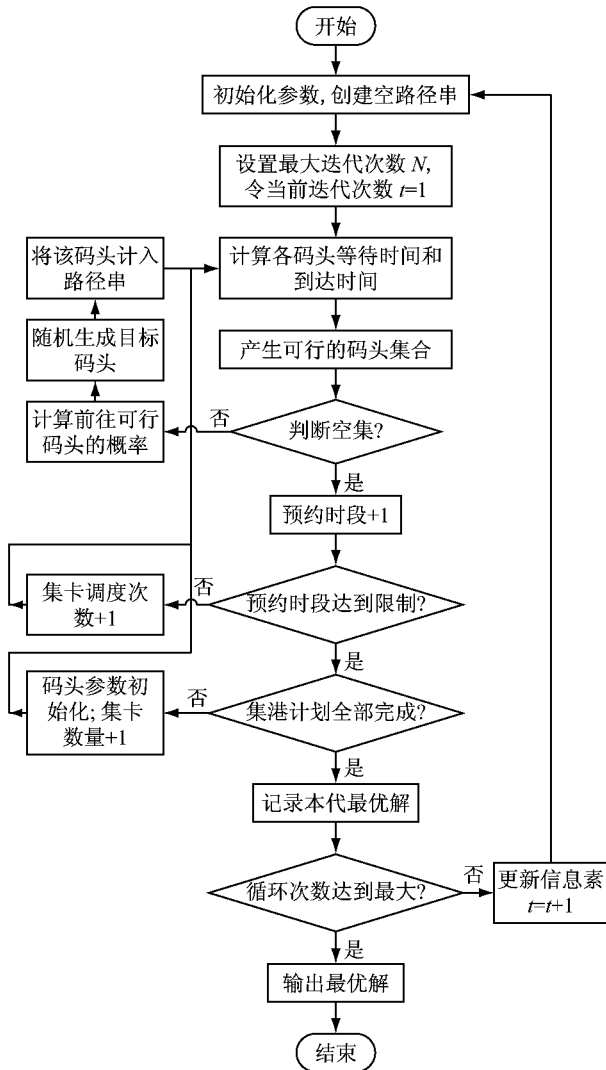 开始
初始化参数,创建空路径串
设置最大迭代次数 N,
令当前迭代次数 t=1
将该码头计入
路径串
计算各码头等待时间和
到达时间
随机生成目标
码头
产生可行的码头集合
计算前往可行
码头的概率
否
判断空集?
是
预约时段+1
集卡调度次
数+1
否
预约时段达到限制?
是
码头参数初
始化; 集卡
数量+1
否
集港计划全部完成?
是
记录本代最优解
循环次数达到最大?
否
更新信息素
t=t+1
是
输出最优解
结束